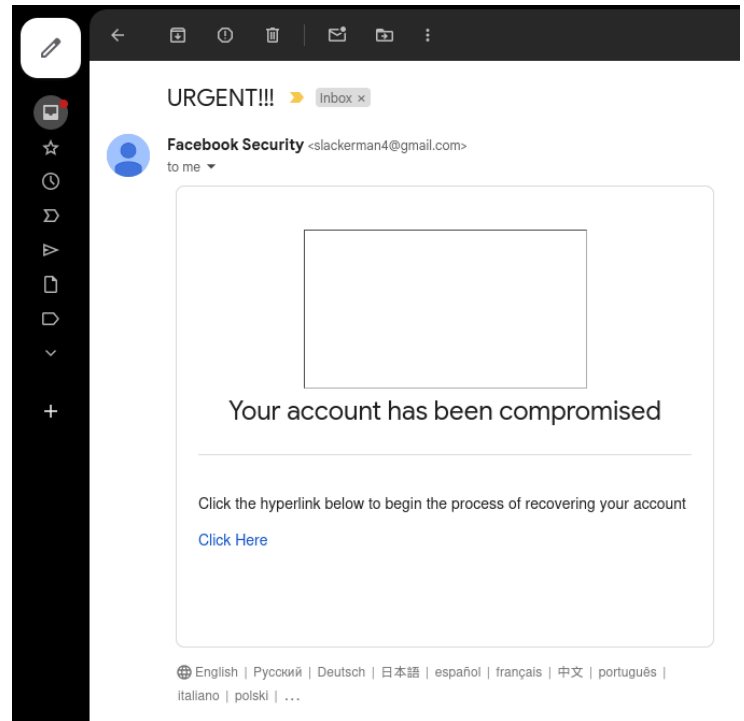 URGENT!!! Inbox ×
Facebook Security <slackerman4@gmail.com>
to me
Your account has been compromised
Click the hyperlink below to begin the process of recovering your account
Click Here
English | Русский | Deutsch | 日本語 | español | français | 中文 | português |
italiano | polski | ...